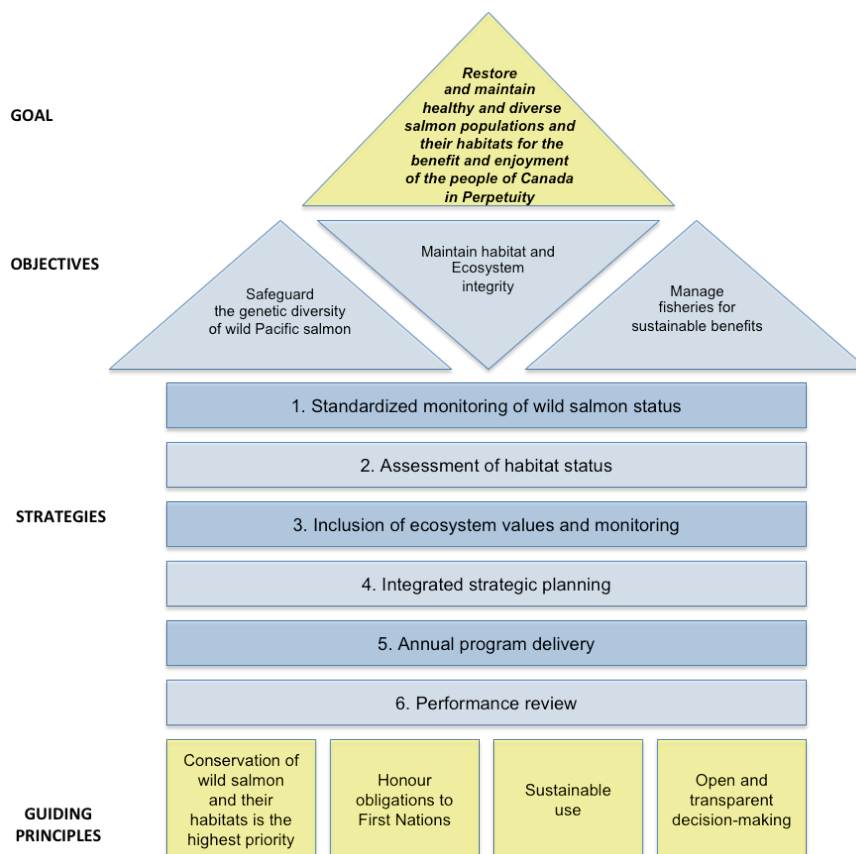 GOAL
Restore
and maintain
healthy and diverse
salmon populations and
their habitats for the
benefit and enjoyment
of the people of Canada
in Perpetuity
OBJECTIVES
Safeguard
the genetic diversity
of wild Pacific salmon
Maintain habitat and
Ecosystem
integrity
Manage
fisheries for
sustainable benefits
STRATEGIES
1. Standardized monitoring of wild salmon status
2. Assessment of habitat status
3. Inclusion of ecosystem values and monitoring
4. Integrated strategic planning
5. Annual program delivery
6. Performance review
GUIDING
PRINCIPLES
Conservation of
wild salmon
and their
habitats is the
highest priority
Honour
obligations to
First Nations
Sustainable
use
Open and
transparent
decision-making